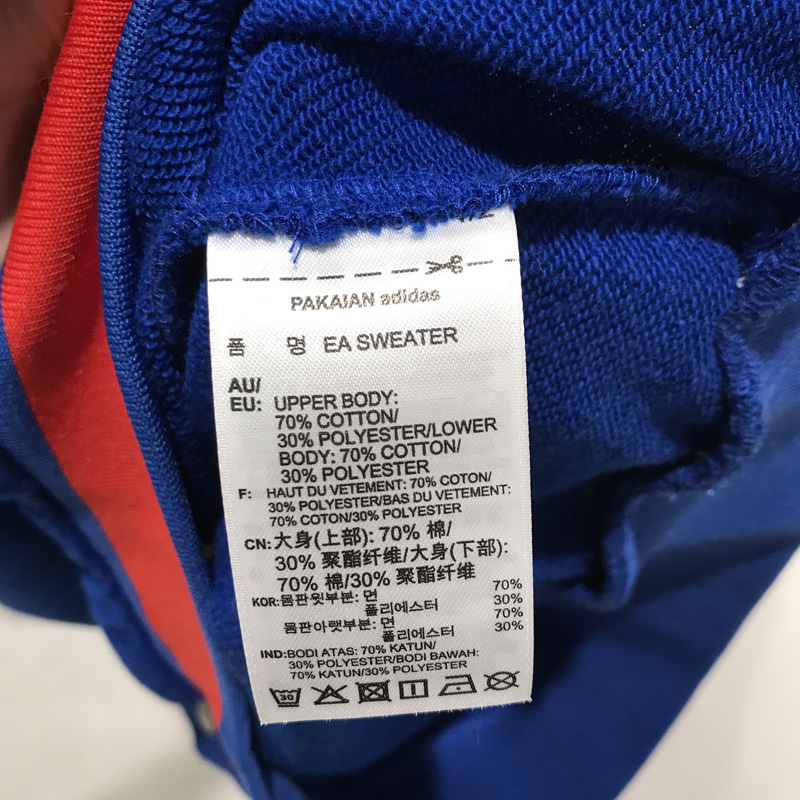 1/2
PAKAIAN adidas
품 명 EA SWEATER
AU/
EU: UPPER BODY:
70% COTTON/
30% POLYESTER/LOWER
BODY: 70% COTTON/
30% POLYESTER
F: HAUT DU VETEMENT: 70% COTON/
30% POLYESTER/BAS DU VETEMENT:
70% COTON/30% POLYESTER
CN:大身(上部): 70% 棉/
30% 聚酯纤维/大身(下部):
70% 棉/30% 聚酯纤维
KOR:몸판윗부분: 면 70%
폴리에스터 30%
몸판아랫부분: 면 70%
폴리에스터 30%
IND:BODI ATAS: 70% KATUN/
30% POLYESTER/BODI BAWAH:
70% KATUN/30% POLYESTER
30